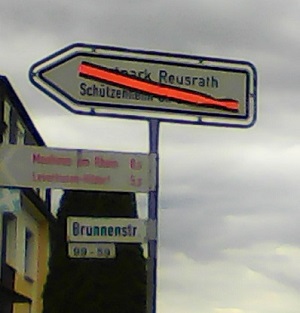 Reusrath
Schützenheim
Monheim am Rhein
Leverkusen-Hitdorf
Brunnenstr
99-59